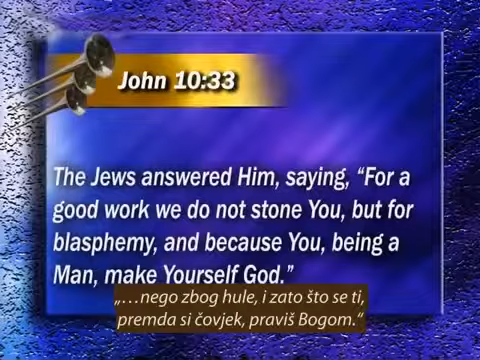 John 10:33
The Jews answered Him, saying, “For a
good work we do not stone You, but for
blasphemy, and because You, being a
Man, make Yourself God.”
„...nego zbog hule, i zato što se ti,
premda si čovjek, praviš Bogom.“